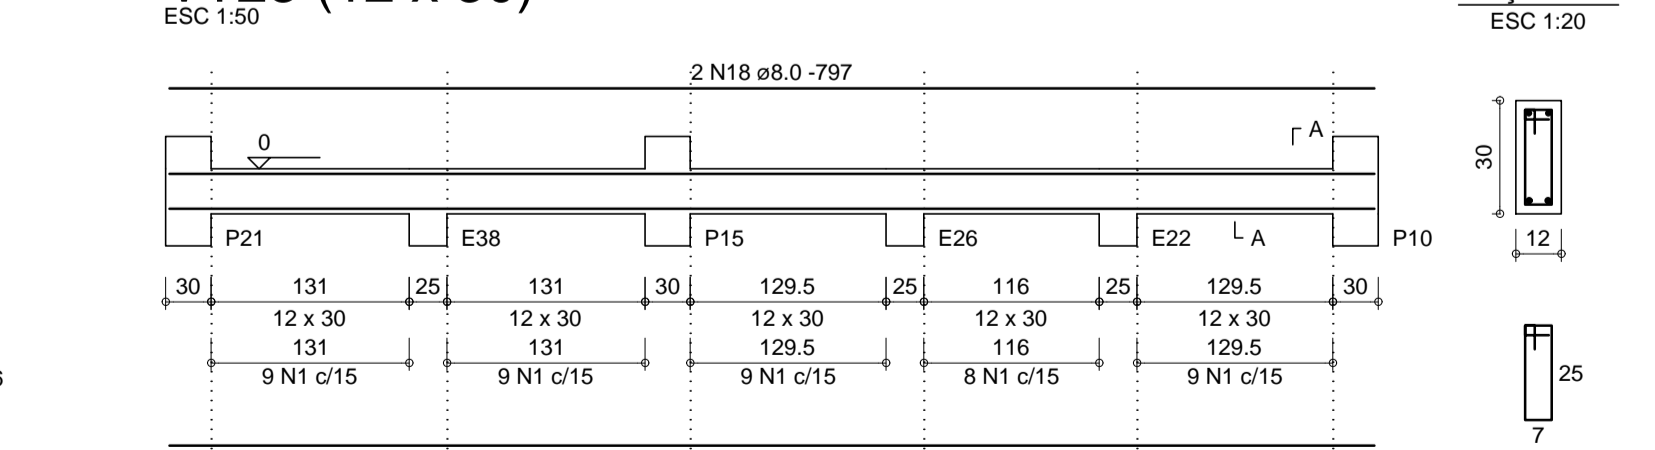 ESC 1:50
ESC 1:20
2 N18 ø8.0 -797
0
A
30
P21 E38 P15 E26 E22 A P10
12
30 131 25 131 30 129.5 25 116 25 129.5 30
12 x 30 12 x 30 12 x 30 12 x 30 12 x 30
131 131 129.5 116 129.5
9 N1 c/15 9 N1 c/15 9 N1 c/15 8 N1 c/15 9 N1 c/15
25
7